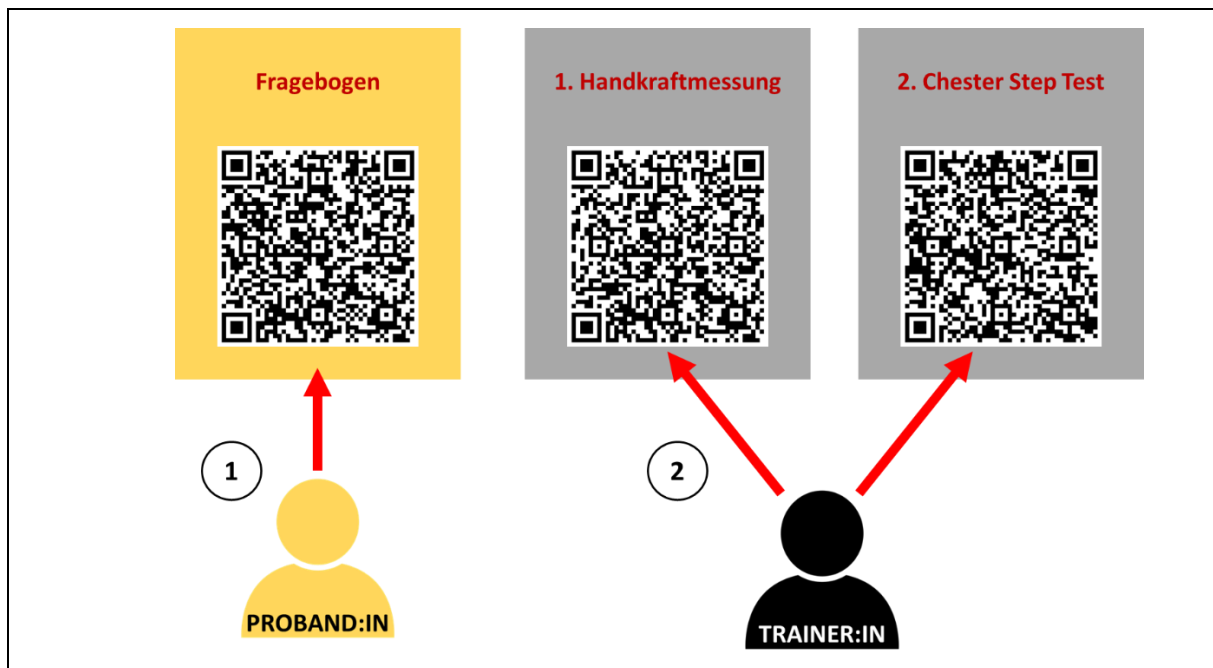 Fragebogen
1. Handkraftmessung
2. Chester Step Test
1
2
PROBAND:IN
TRAINER:IN